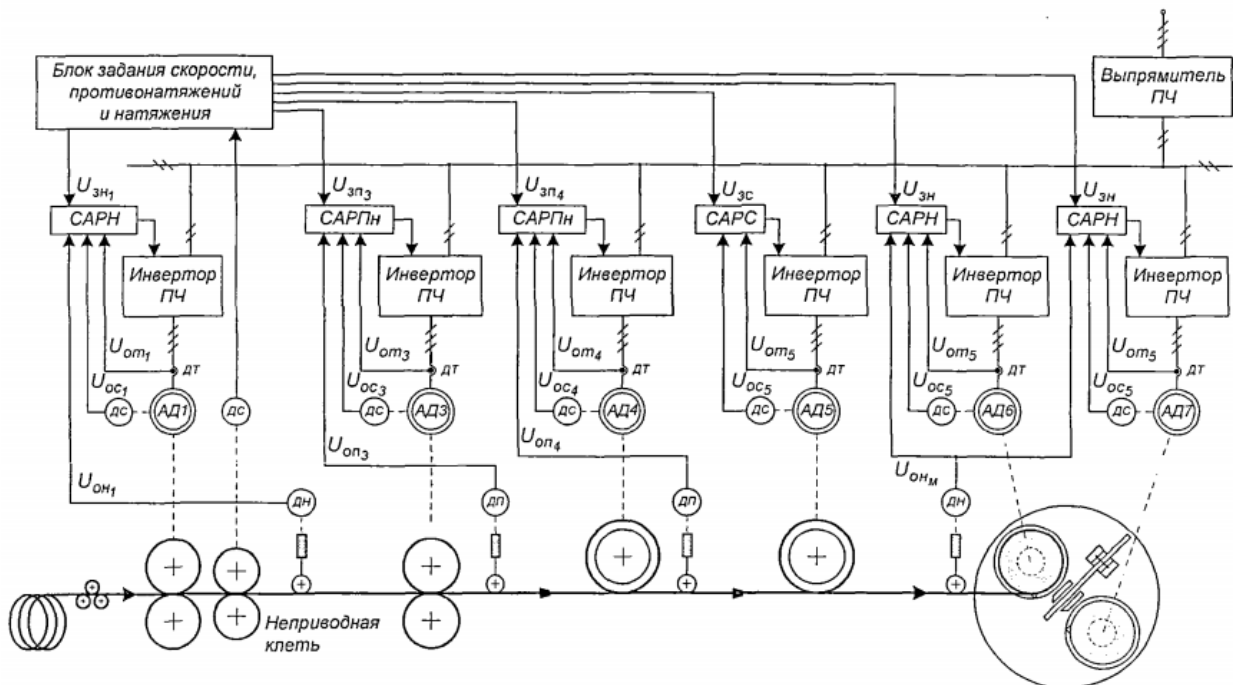 Блок задания скорости,
противонатяжений
и натяжения
Выпрямитель
ПЧ
Uзн1
Uзп3
Uзп4
Uзс
Uзн
Uзн
САРН
САРПн
САРПн
САРС
САРН
САРН
Инвертор
ПЧ
Инвертор
ПЧ
Инвертор
ПЧ
Инвертор
ПЧ
Инвертор
ПЧ
Инвертор
ПЧ
Uот1
Uот3
Uот4
Uот5
Uот5
Uот5
ДТ
ДТ
ДТ
ДТ
ДТ
ДТ
Uос1
Uос3
Uос4
Uос5
Uос5
Uос5
ДС
АД1
ДС
ДС
АД3
ДС
АД4
ДС
АД5
ДС
АД6
ДС
АД7
Uон1
Uоп3
Uоп4
Uонм
ДН
ДП
ДП
ДН
Неприводная
клеть